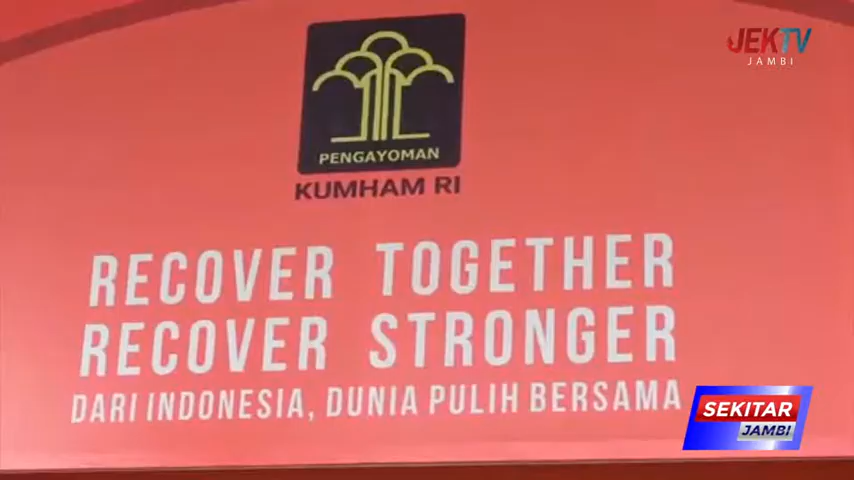 JEKTV
JAMBI
PENGAYOMAN
KUMHAM RI
RECOVER TOGETHER
RECOVER STRONGER
DARI INDONESIA, DUNIA PULIH BERSAMA
SEKITAR
JAMBI